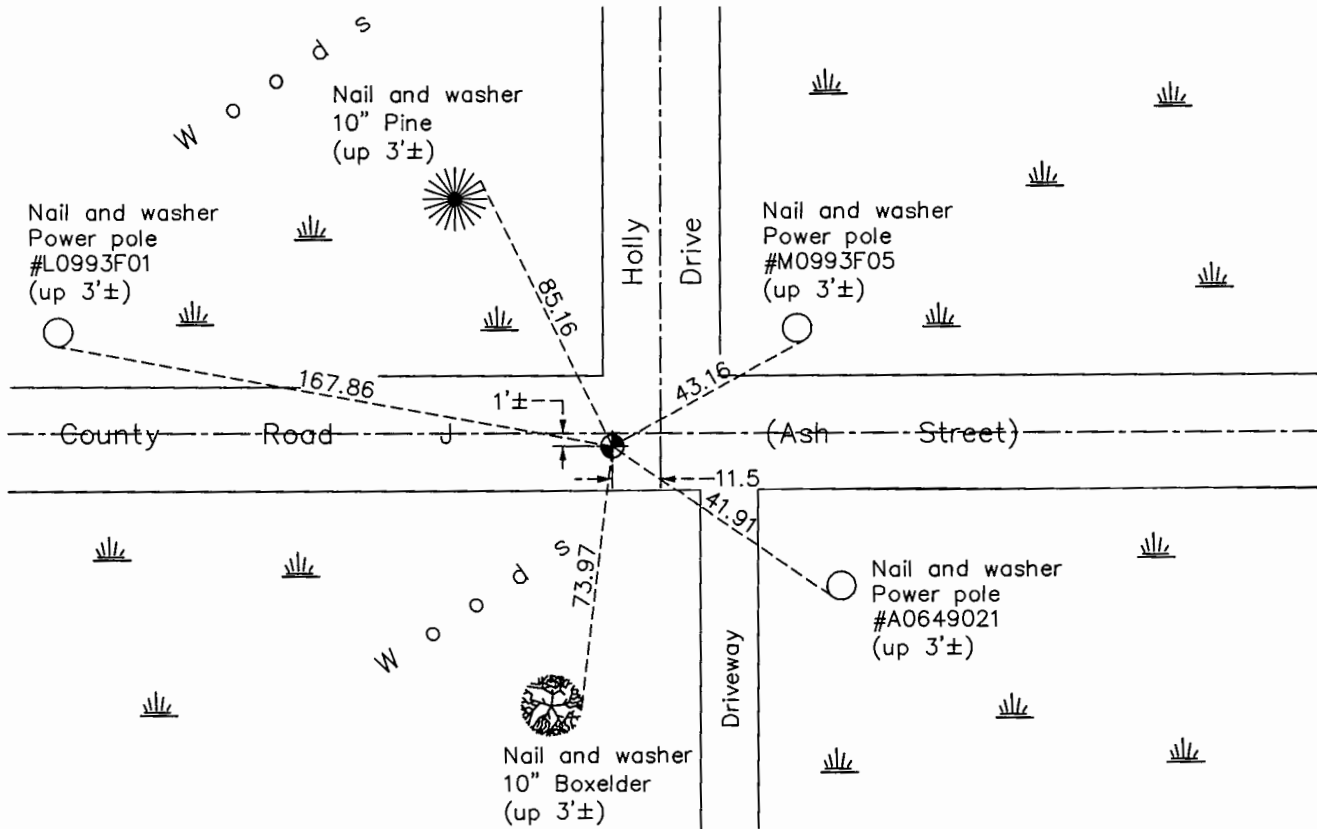 Woods
Nail and washer
10" Pine
(up 3'±)
Nail and washer
Power pole
#L0993F01
(up 3'±)
Holly
Drive
Nail and washer
Power pole
#M0993F05
(up 3'±)
85.16
167.86
43.16
1'±
County Road J (Ash Street)
11.5
41.91
73.97
Woods
Nail and washer
Power pole
#A0649021
(up 3'±)
Driveway
Nail and washer
10" Boxelder
(up 3'±)